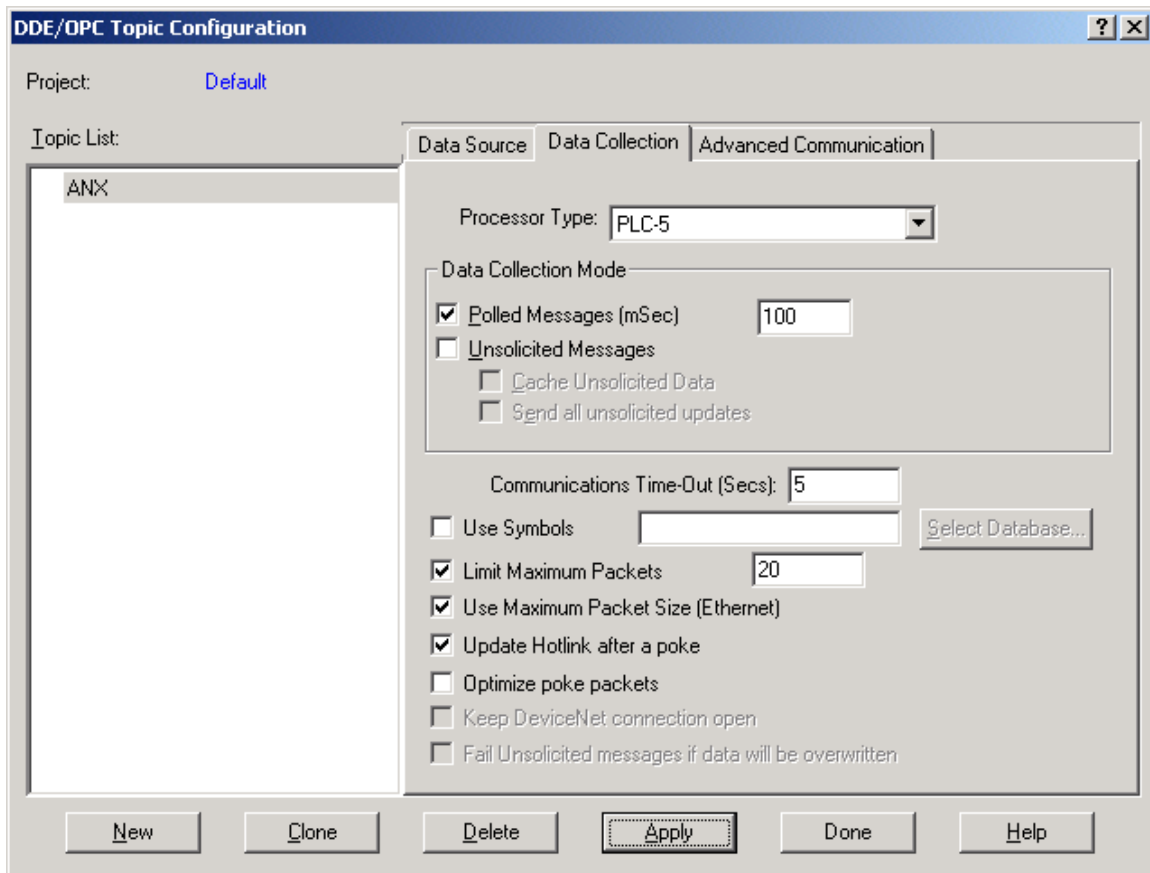 DDE/OPC Topic Configuration
Project: Default
Topic List:
ANX
Data Source Data Collection Advanced Communication
Processor Type: PLC-5
Data Collection Mode
Polled Messages (mSec) 100
Unsolicited Messages
Cache Unsolicited Data
Send all unsolicited updates
Communications Time-Out (Secs): 5
Use Symbols Select Database...
Limit Maximum Packets 20
Use Maximum Packet Size (Ethernet)
Update Hotlink after a poke
Optimize poke packets
Keep DeviceNet connection open
Fail Unsolicited messages if data will be overwritten
New Clone Delete Apply Done Help